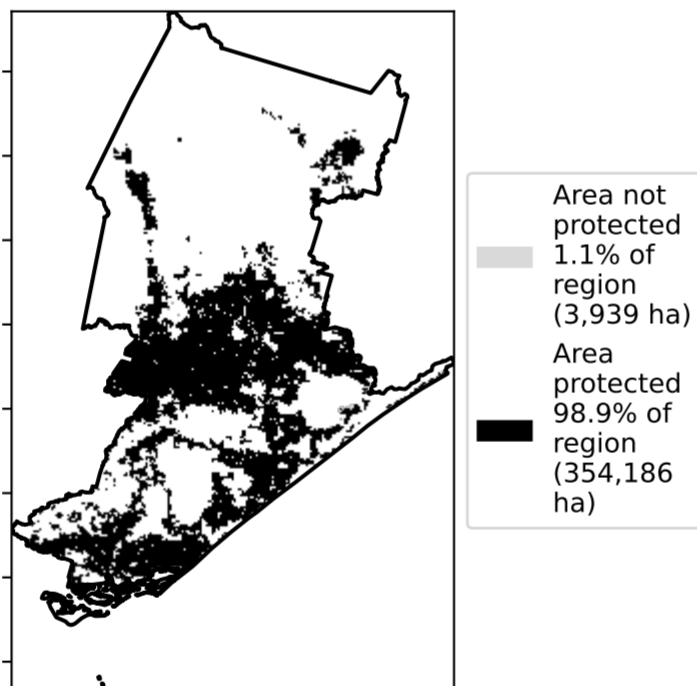 Area not
protected
1.1% of
region
(3,939 ha)
Area
protected
98.9% of
region
(354,186
ha)